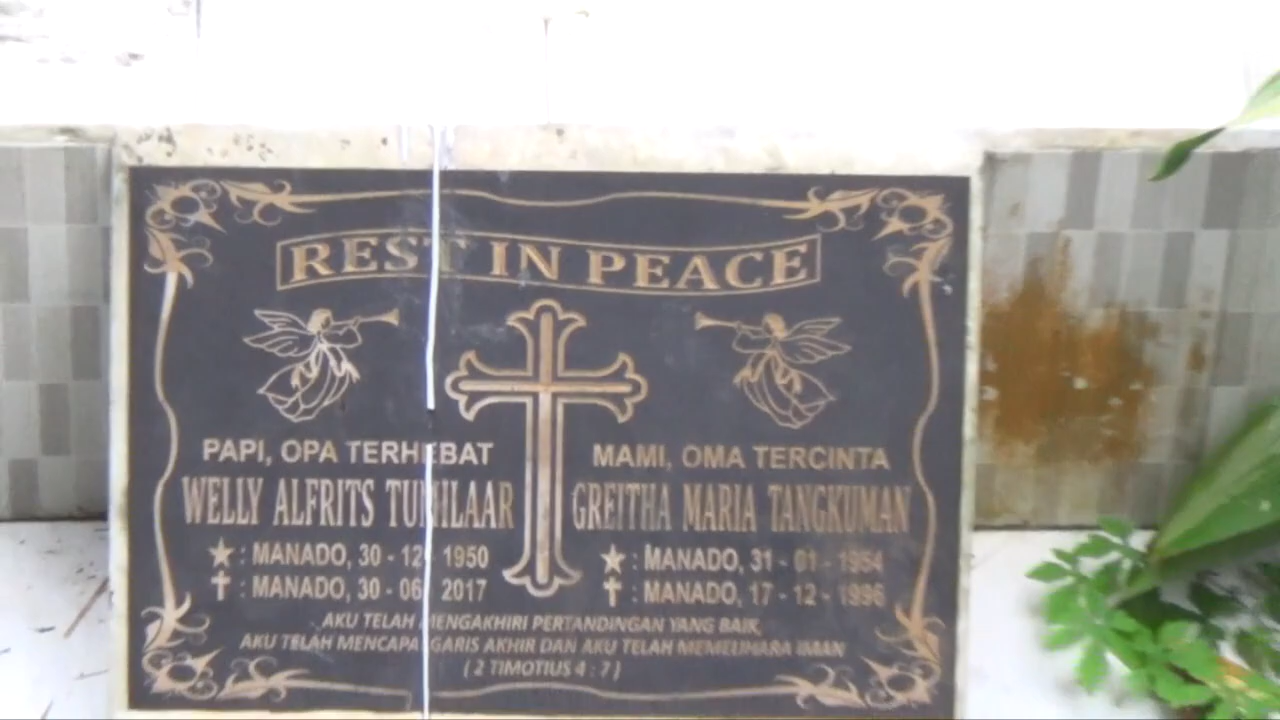 REST IN PEACE
PAPI, OPA TERHEBAT
WELLY ALFRITS TUMILAAR
★ : MANADO, 30 - 12 - 1950
✝ : MANADO, 30 - 06 - 2017
MAMI, OMA TERCINTA
GREITHA MARIA TANGKUMAN
★ : MANADO, 31 - 01 - 1954
✝ : MANADO, 17 - 12 - 1996
AKU TELAH MENGAKHIRI PERTANDINGAN YANG BAIK,
AKU TELAH MENCAPAI GARIS AKHIR DAN AKU TELAH MEMELIHARA IMAN
( 2 TIMOTIUS 4 : 7 )